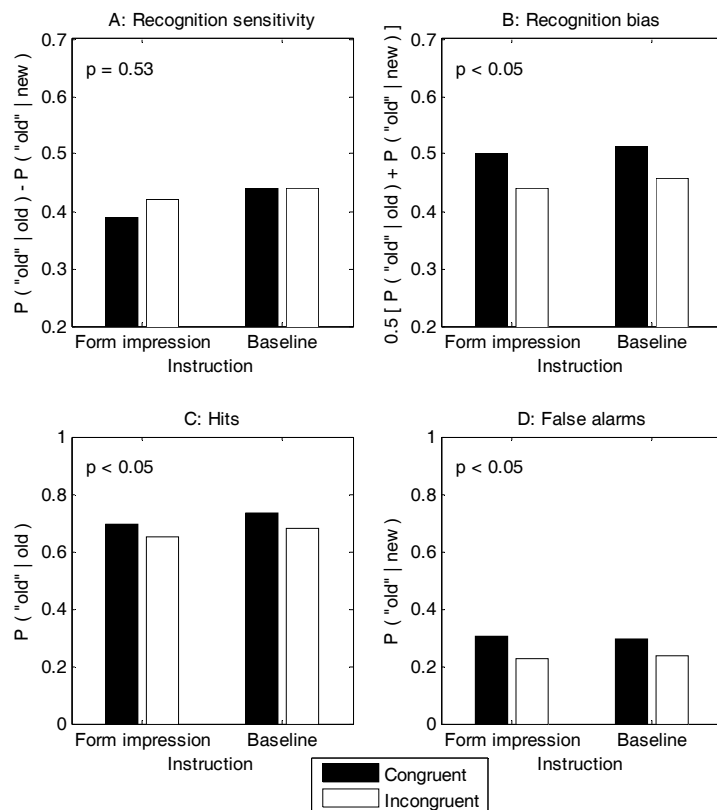 A: Recognition sensitivity
P ( "old" | old ) - P ( "old" | new )
0.7
0.6
0.5
0.4
0.3
0.2
p = 0.53
Form impression
Baseline
Instruction
B: Recognition bias
0.5 [ P ( "old" | old ) + P ( "old" | new ) ]
0.7
0.6
0.5
0.4
0.3
0.2
p < 0.05
Form impression
Baseline
Instruction
C: Hits
P ( "old" | old )
1
0.8
0.6
0.4
0.2
0
p < 0.05
Form impression
Baseline
Instruction
D: False alarms
P ( "old" | new )
1
0.8
0.6
0.4
0.2
0
p < 0.05
Form impression
Baseline
Instruction
Congruent
Incongruent